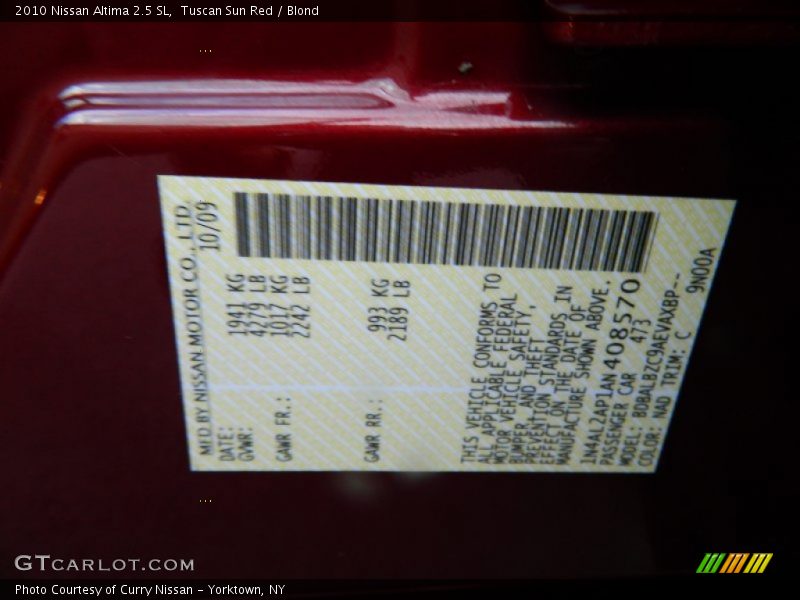 2010 Nissan Altima 2.5 SL,  Tuscan Sun Red / Blond
MFD BY NISSAN MOTOR CO., LTD.
DATE: 10/09
GVWR: 1941 KG
4279 LB
GAWR FR.: 1017 KG
2242 LB
GAWR RR.: 993 KG
2189 LB
THIS VEHICLE CONFORMS TO
ALL APPLICABLE FEDERAL
MOTOR VEHICLE SAFETY,
BUMPER, AND THEFT
PREVENTION STANDARDS IN
EFFECT ON THE DATE OF
MANUFACTURE SHOWN ABOVE.
1N4AL2AP1AN408570
PASSENGER CAR 473
MODEL: BDBALBZC9AEVAXBP--
COLOR: NAD TRIM: C 9N00A
GTCARLOT.COM
Photo Courtesy of Curry Nissan - Yorktown, NY